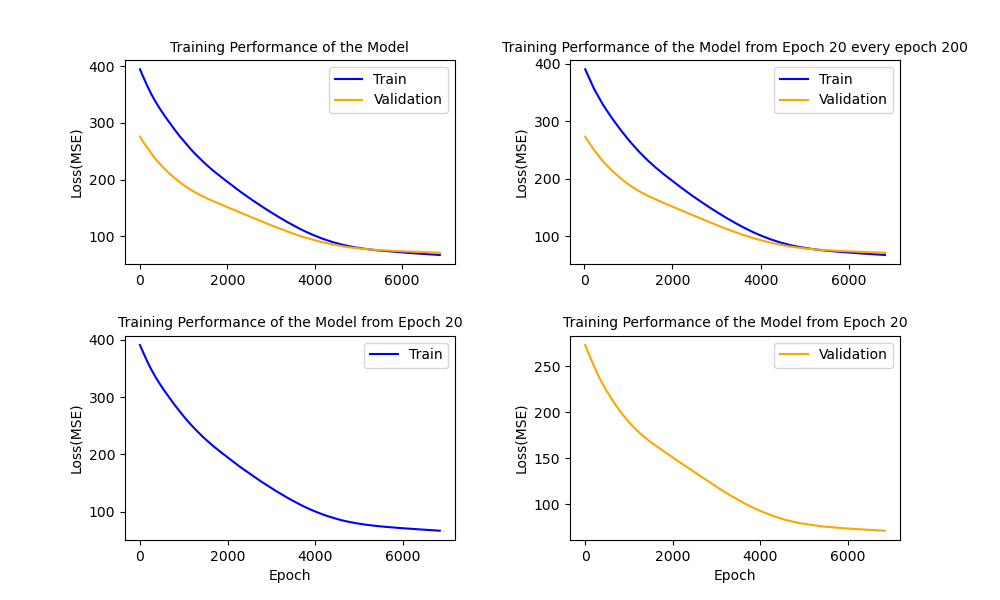 Training Performance of the Model
Training Performance of the Model from Epoch 20 every epoch 200
400
300
200
100
0
2000
4000
6000
Loss(MSE)
Train
Validation
400
300
200
100
0
2000
4000
6000
Loss(MSE)
Train
Validation
Training Performance of the Model from Epoch 20
Training Performance of the Model from Epoch 20
400
300
200
100
0
2000
4000
6000
Loss(MSE)
Epoch
Train
250
200
150
100
0
2000
4000
6000
Loss(MSE)
Epoch
Validation